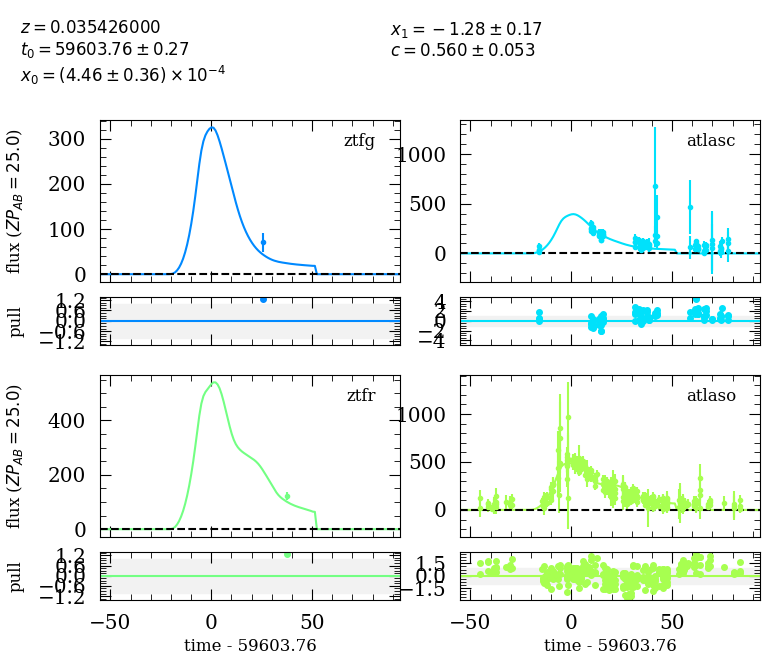 z = 0.035426000
t₀ = 59603.76 ± 0.27
x₀ = (4.46 ± 0.36) × 10⁻⁴
x₁ = −1.28 ± 0.17
c = 0.560 ± 0.053
flux (ZP_AB = 25.0)
300
200
100
0
ztfg
1000
500
0
atlasc
pull
1.2
0.6
0.0
−0.6
−1.2
4
2
0
−2
−4
flux (ZP_AB = 25.0)
400
200
0
ztfr
1000
500
0
atlaso
pull
1.2
0.6
0.0
−0.6
−1.2
1.5
0.0
−1.5
−50 0 50
−50 0 50
time - 59603.76
time - 59603.76